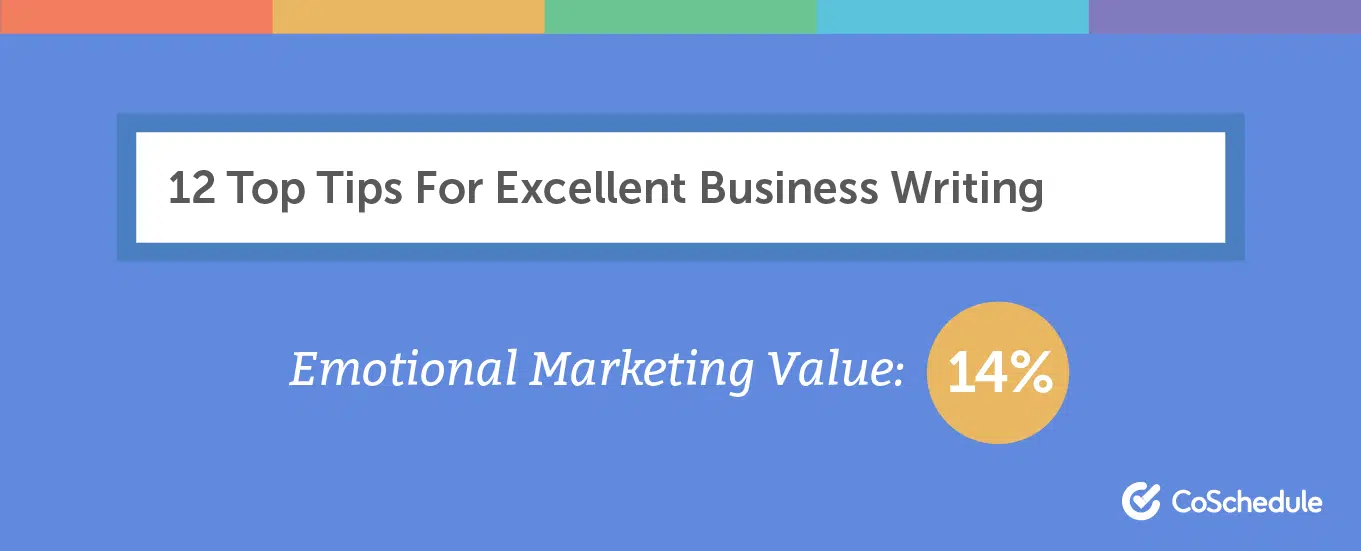 12 Top Tips For Excellent Business Writing
Emotional Marketing Value: 14%
CoSchedule